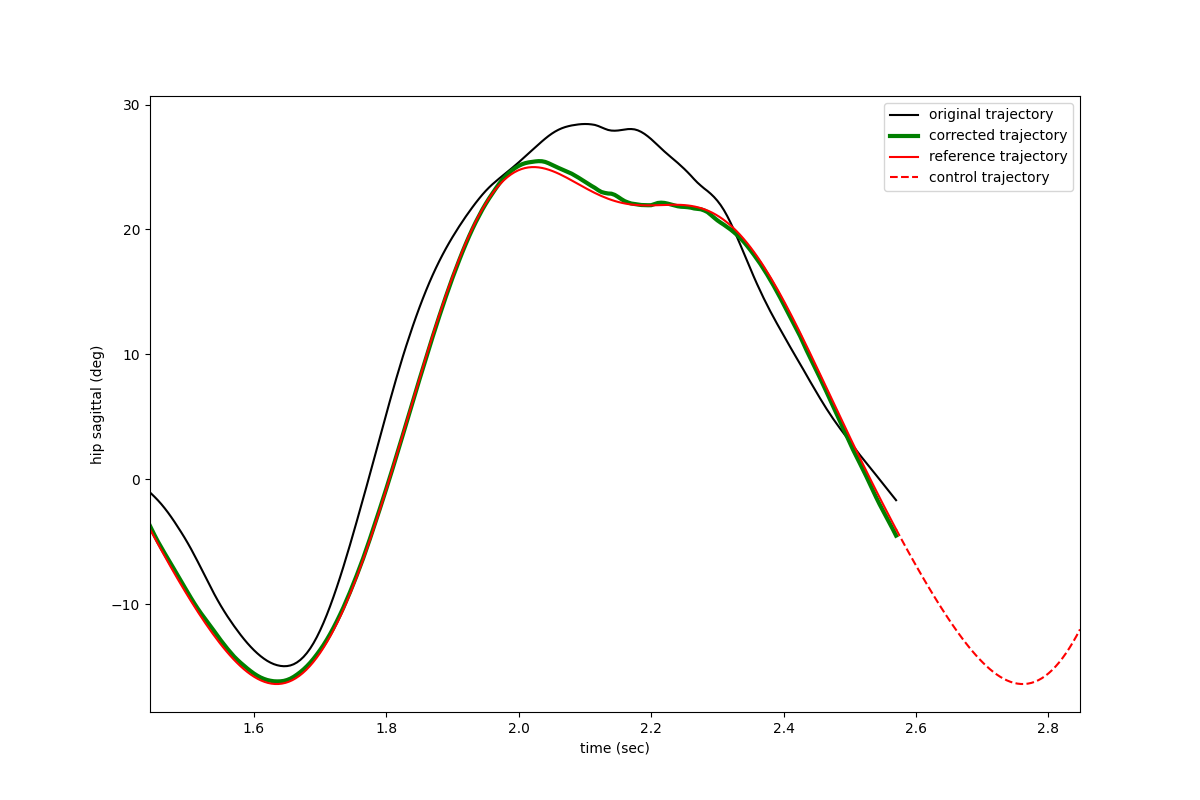 original trajectory
corrected trajectory
reference trajectory
control trajectory
30
20
10
0
−10
hip sagittal (deg)
1.6 1.8 2.0 2.2 2.4 2.6 2.8
time (sec)